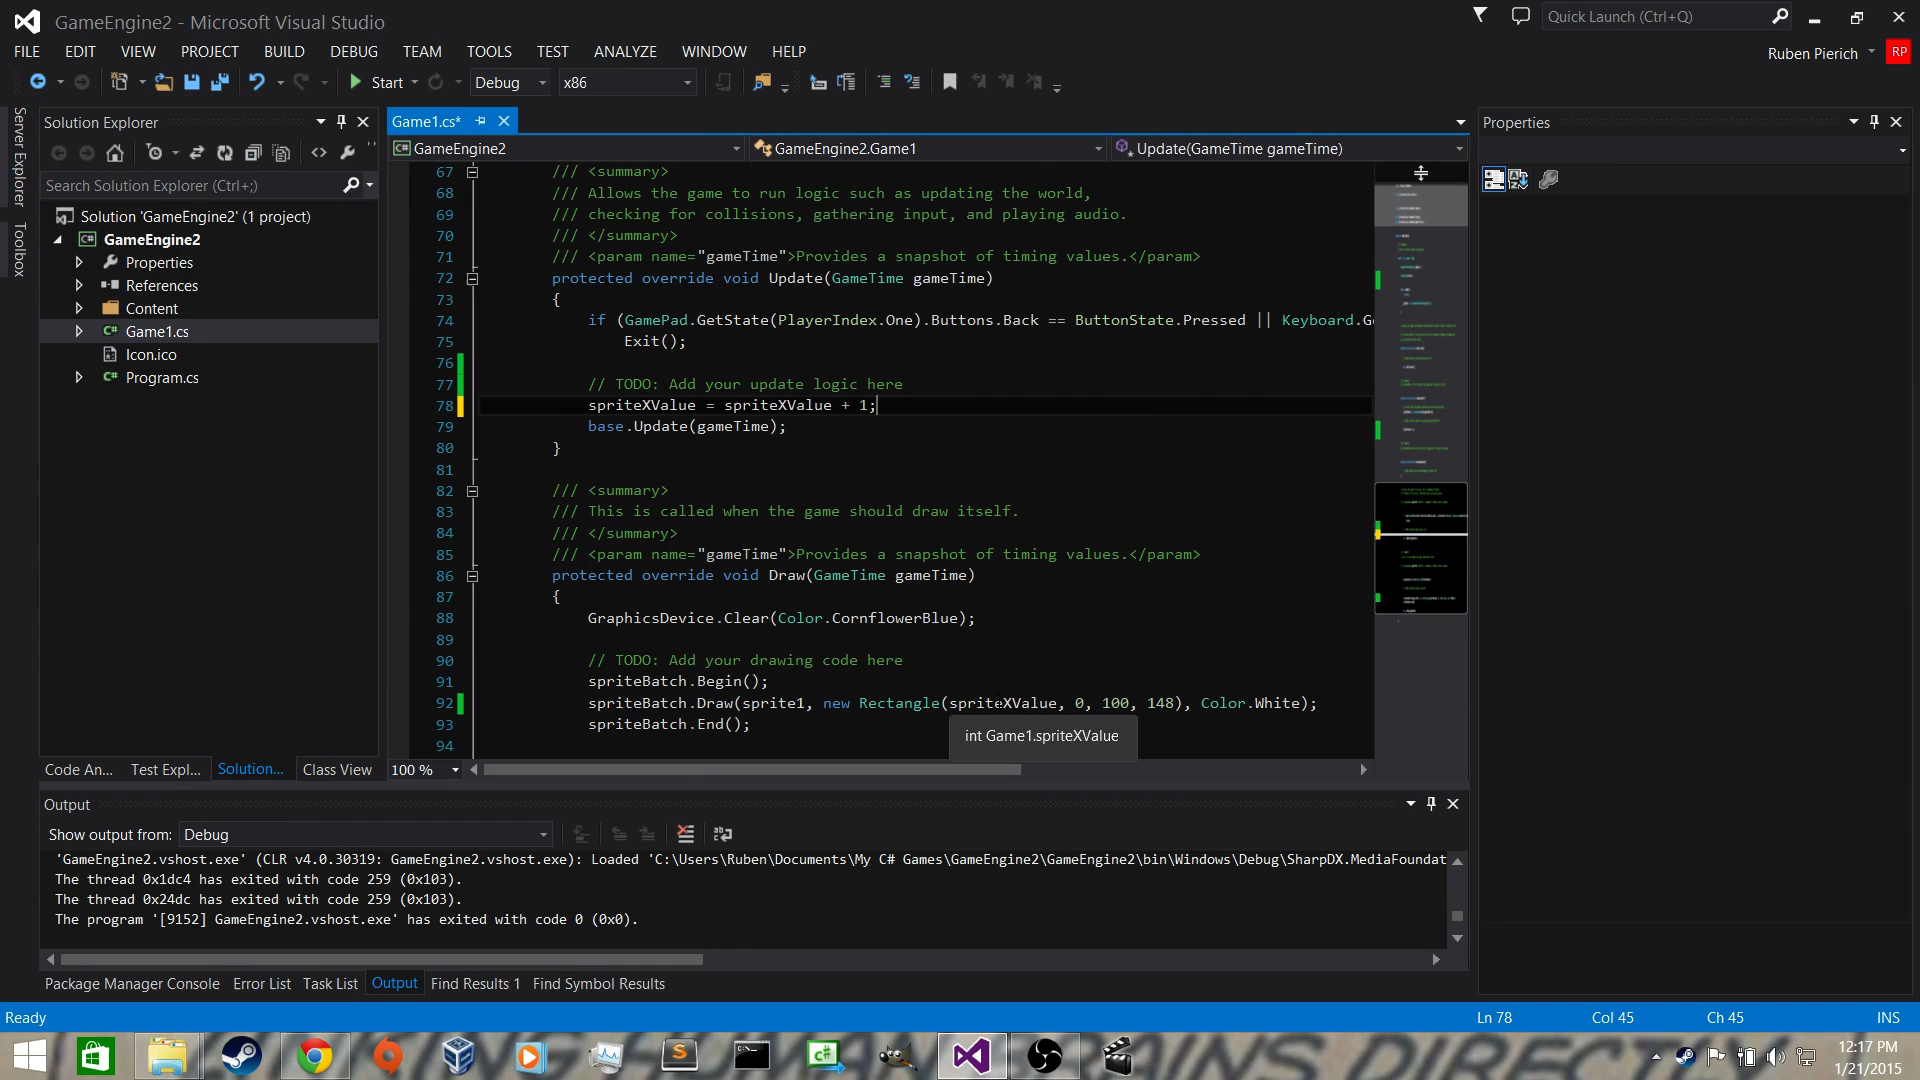 GameEngine2 - Microsoft Visual Studio
Quick Launch (Ctrl+Q)
FILE EDIT VIEW PROJECT BUILD DEBUG TEAM TOOLS TEST ANALYZE WINDOW HELP
Ruben Pierich RP
Start Debug x86
Server Explorer
Toolbox
Solution Explorer
Search Solution Explorer (Ctrl+;)
Solution 'GameEngine2' (1 project)
GameEngine2
Properties
References
Content
Game1.cs
Icon.ico
Program.cs
Code An... Test Expl... Solution... Class View
Game1.cs*
GameEngine2 GameEngine2.Game1 Update(GameTime gameTime)
67 /// <summary>
68 /// Allows the game to run logic such as updating the world,
69 /// checking for collisions, gathering input, and playing audio.
70 /// </summary>
71 /// <param name="gameTime">Provides a snapshot of timing values.</param>
72 protected override void Update(GameTime gameTime)
73 {
74 if (GamePad.GetState(PlayerIndex.One).Buttons.Back == ButtonState.Pressed || Keyboard.Ge
75 Exit();
76
77 // TODO: Add your update logic here
78 spriteXValue = spriteXValue + 1;
79 base.Update(gameTime);
80 }
81
82 /// <summary>
83 /// This is called when the game should draw itself.
84 /// </summary>
85 /// <param name="gameTime">Provides a snapshot of timing values.</param>
86 protected override void Draw(GameTime gameTime)
87 {
88 GraphicsDevice.Clear(Color.CornflowerBlue);
89
90 // TODO: Add your drawing code here
91 spriteBatch.Begin();
92 spriteBatch.Draw(sprite1, new Rectangle(spriteXValue, 0, 100, 148), Color.White);
93 spriteBatch.End();
94
int Game1.spriteXValue
100 %
Properties
Output
Show output from: Debug
'GameEngine2.vshost.exe' (CLR v4.0.30319: GameEngine2.vshost.exe): Loaded 'C:\Users\Ruben\Documents\My C# Games\GameEngine2\GameEngine2\bin\Windows\Debug\SharpDX.MediaFoundat
The thread 0x1dc4 has exited with code 259 (0x103).
The thread 0x24dc has exited with code 259 (0x103).
The program '[9152] GameEngine2.vshost.exe' has exited with code 0 (0x0).
Package Manager Console Error List Task List Output Find Results 1 Find Symbol Results
Ready Ln 78 Col 45 Ch 45 INS
12:17 PM
1/21/2015